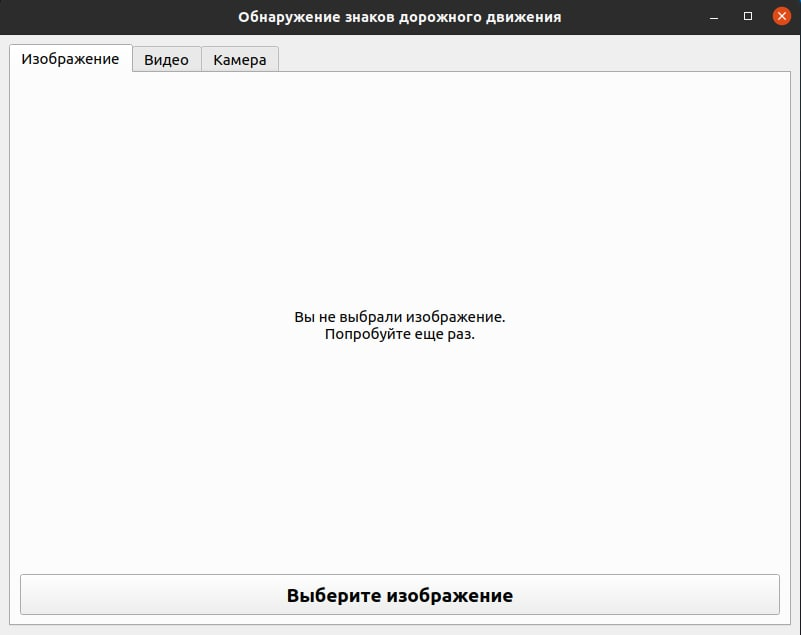 Обнаружение знаков дорожного движения
Изображение
Видео
Камера
Вы не выбрали изображение.
Попробуйте еще раз.
Выберите изображение